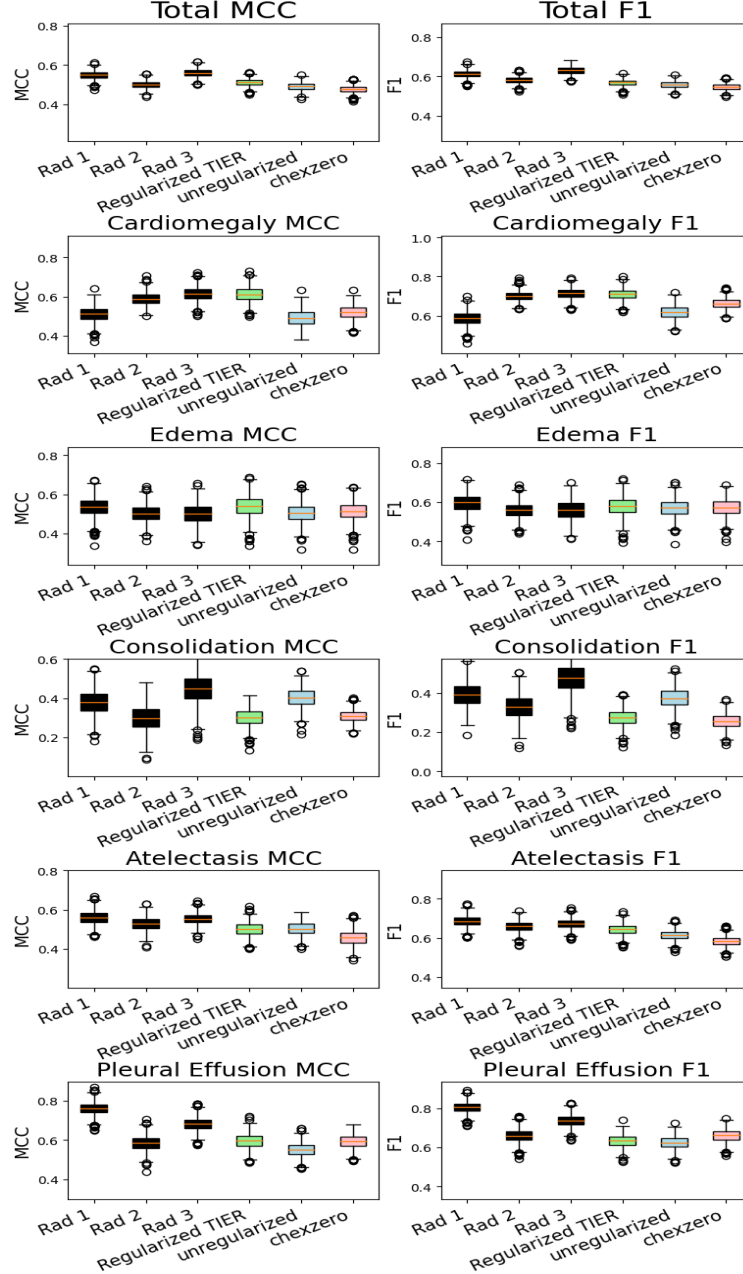 Total MCC
Total F1
MCC
0.8
0.6
0.4
F1
0.8
0.6
0.4
Rad 1
Rad 2
Rad 3
Regularized TIER
unregularized
chexzero
Rad 1
Rad 2
Rad 3
Regularized TIER
unregularized
chexzero
Cardiomegaly MCC
Cardiomegaly F1
MCC
0.8
0.6
0.4
F1
1.0
0.8
0.6
Rad 1
Rad 2
Rad 3
Regularized TIER
unregularized
chexzero
Rad 1
Rad 2
Rad 3
Regularized TIER
unregularized
chexzero
Edema MCC
Edema F1
MCC
0.8
0.6
0.4
F1
0.8
0.6
0.4
Rad 1
Rad 2
Rad 3
Regularized TIER
unregularized
chexzero
Rad 1
Rad 2
Rad 3
Regularized TIER
unregularized
chexzero
Consolidation MCC
Consolidation F1
MCC
0.6
0.4
0.2
F1
0.4
0.2
0.0
Rad 1
Rad 2
Rad 3
Regularized TIER
unregularized
chexzero
Rad 1
Rad 2
Rad 3
Regularized TIER
unregularized
chexzero
Atelectasis MCC
Atelectasis F1
MCC
0.8
0.6
0.4
F1
0.8
0.6
0.4
Rad 1
Rad 2
Rad 3
Regularized TIER
unregularized
chexzero
Rad 1
Rad 2
Rad 3
Regularized TIER
unregularized
chexzero
Pleural Effusion MCC
Pleural Effusion F1
MCC
0.8
0.6
0.4
F1
0.8
0.6
0.4
Rad 1
Rad 2
Rad 3
Regularized TIER
unregularized
chexzero
Rad 1
Rad 2
Rad 3
Regularized TIER
unregularized
chexzero